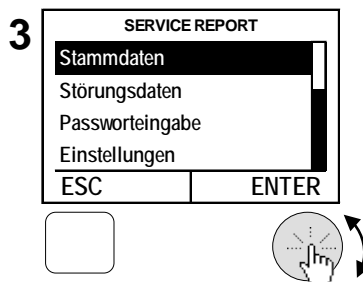 3
SERVICE REPORT
Stammdaten
Störungsdaten
Passworteingabe
Einstellungen
ESC ENTER